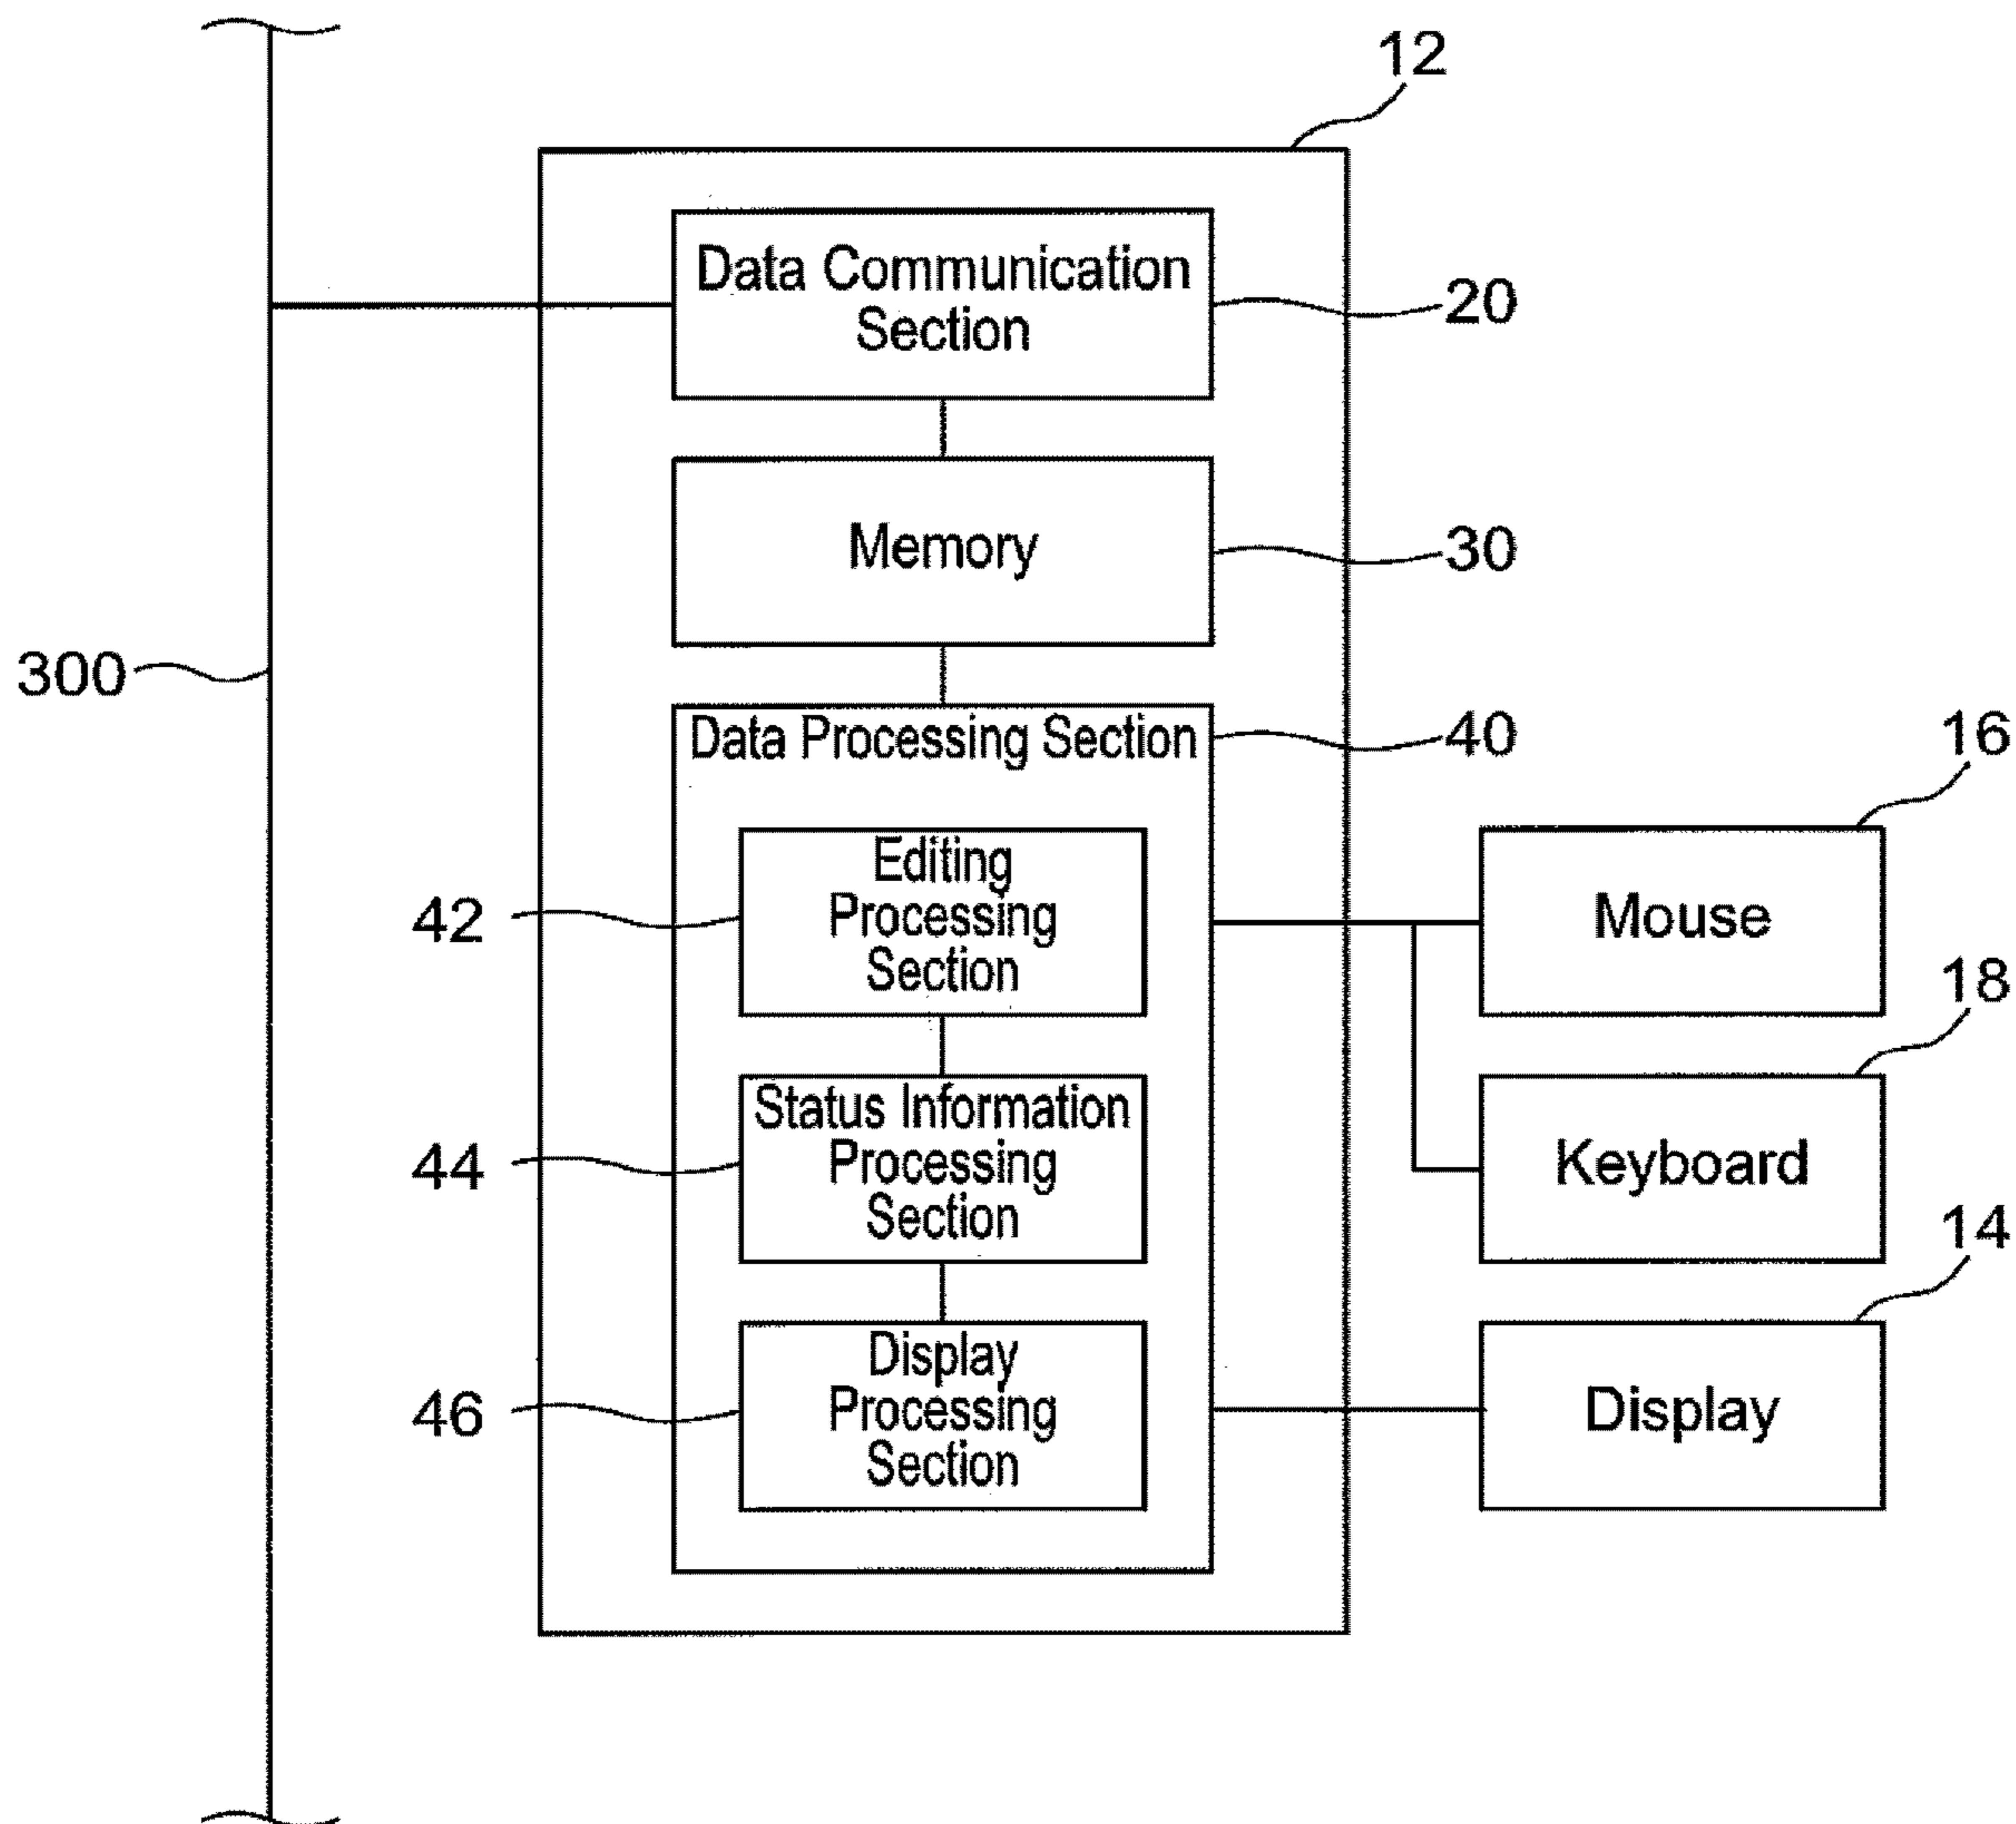 12
Data Communication
Section
20
Memory
30
300
Data Processing Section
40
16
Editing
Processing
Section
42
Mouse
18
Status Information
Processing
Section
44
Keyboard
14
Display
Processing
Section
46
Display